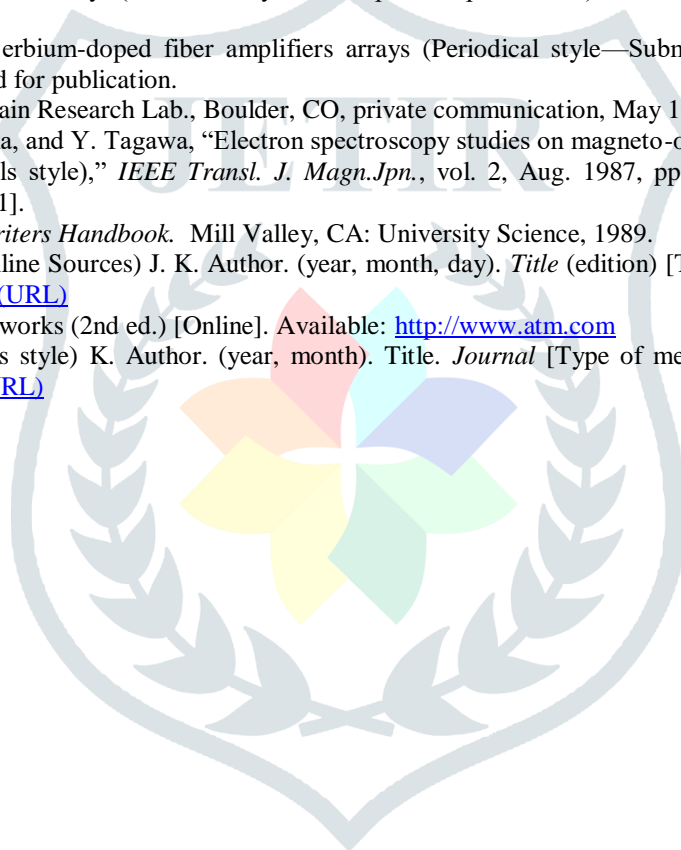 erbium-doped fiber amplifiers arrays (Periodical style—Subm
d for publication.
ain Research Lab., Boulder, CO, private communication, May 1
a, and Y. Tagawa, “Electron spectroscopy studies on magneto-o
ls style),” IEEE Transl. J. Magn.Jpn., vol. 2, Aug. 1987, pp
1].
riters Handbook. Mill Valley, CA: University Science, 1989.
line Sources) J. K. Author. (year, month, day). Title (edition) [T
(URL)
works (2nd ed.) [Online]. Available: http://www.atm.com
s style) K. Author. (year, month). Title. Journal [Type of me
RL)
JETIR